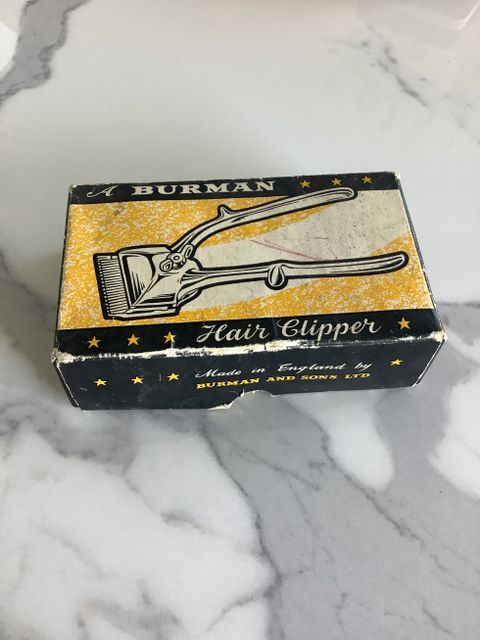 A BURMAN
Hair Clipper
Made in England by
BURMAN AND SONS LTD